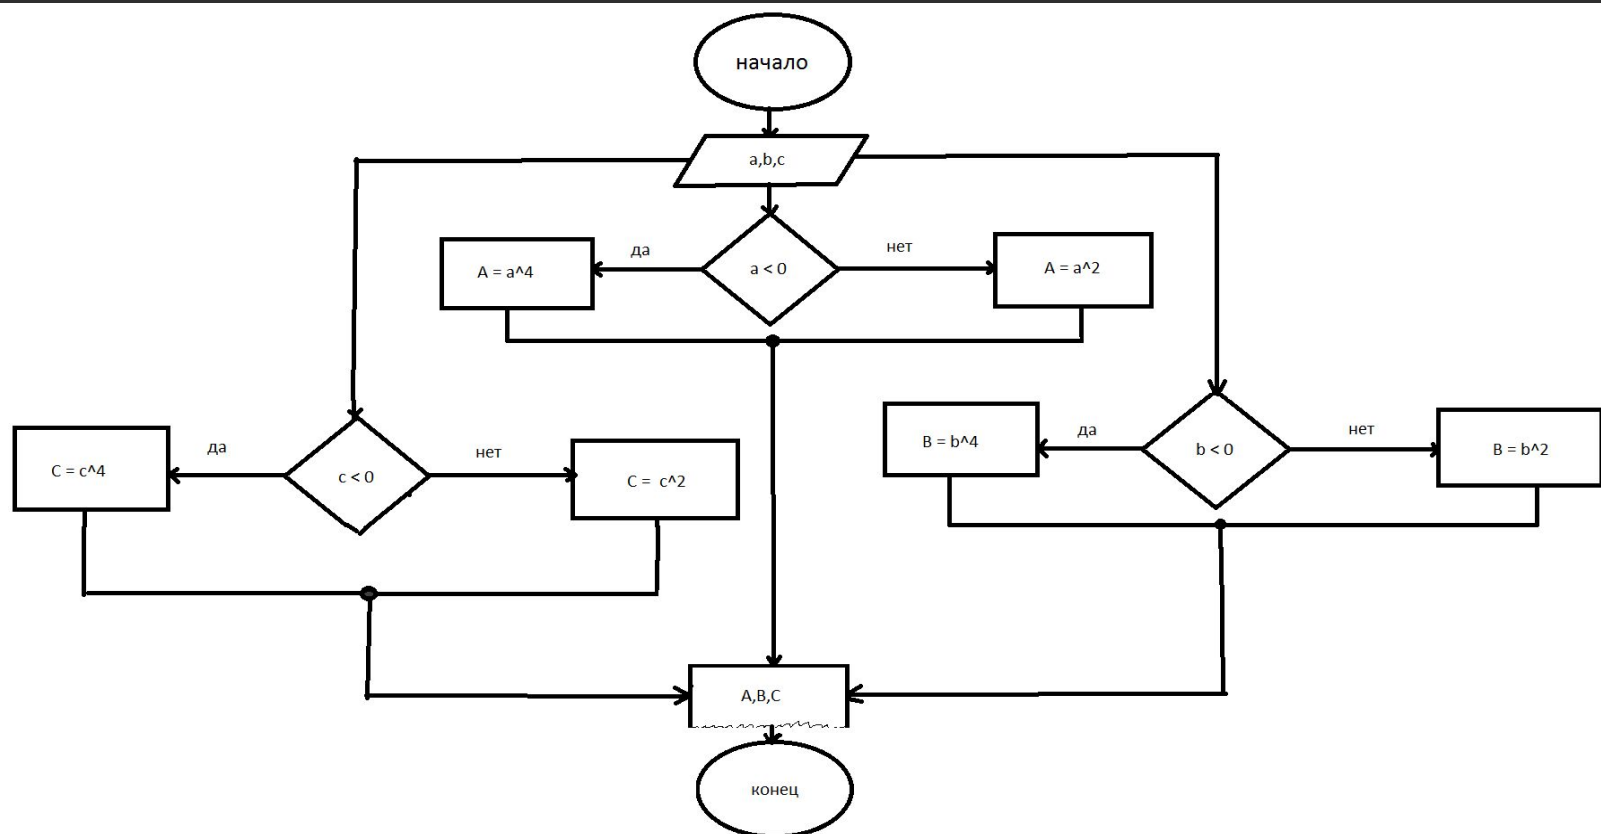 начало
a,b,c
да
a < 0
нет
A = a^4
A = a^2
да
c < 0
нет
C = c^4
C =  c^2
да
b < 0
нет
B = b^4
B = b^2
A,B,C
конец